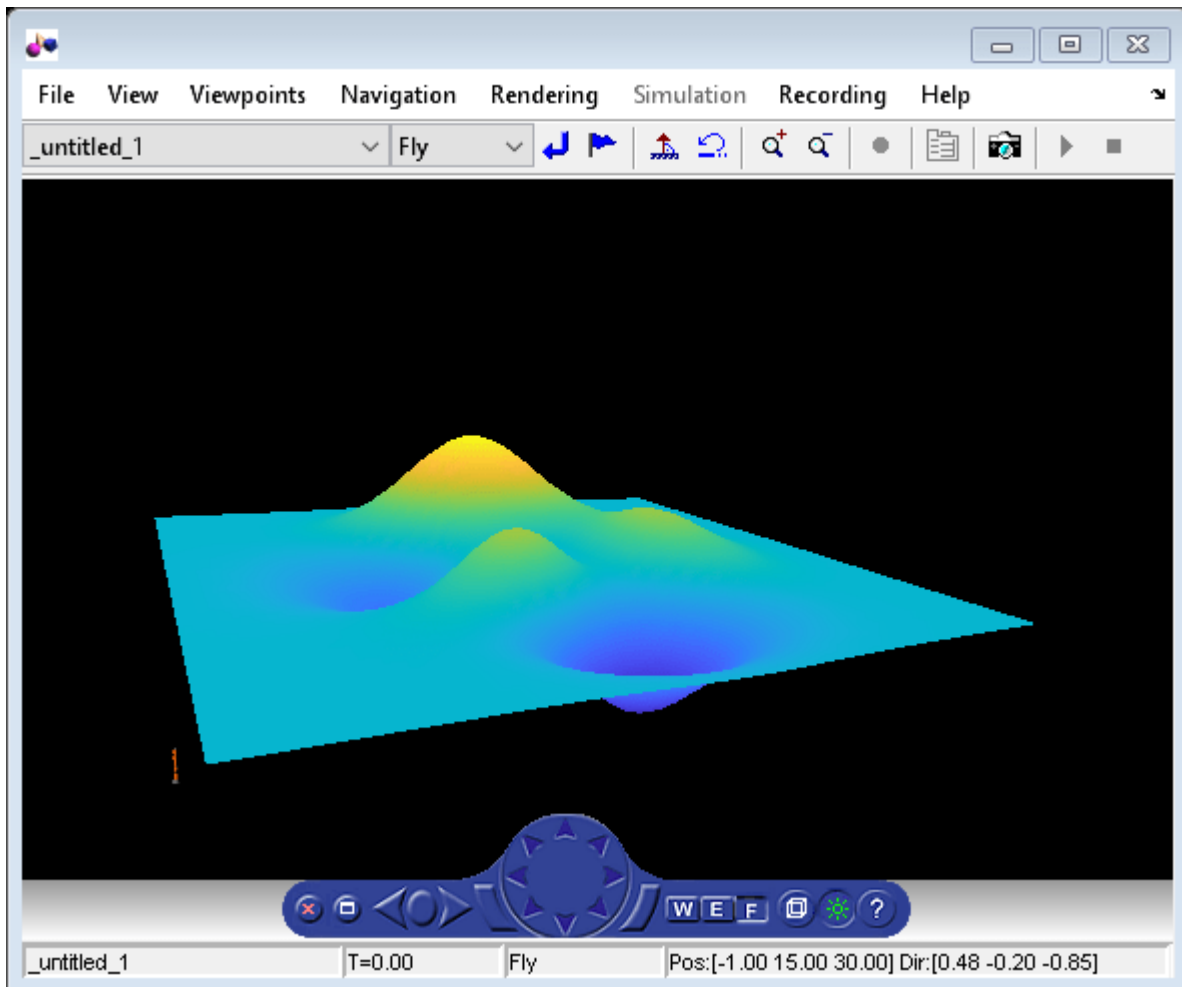 File View Viewpoints Navigation Rendering Simulation Recording Help
_untitled_1 Fly
W E F ?
_untitled_1 T=0.00 Fly Pos:[-1.00 15.00 30.00] Dir:[0.48 -0.20 -0.85]